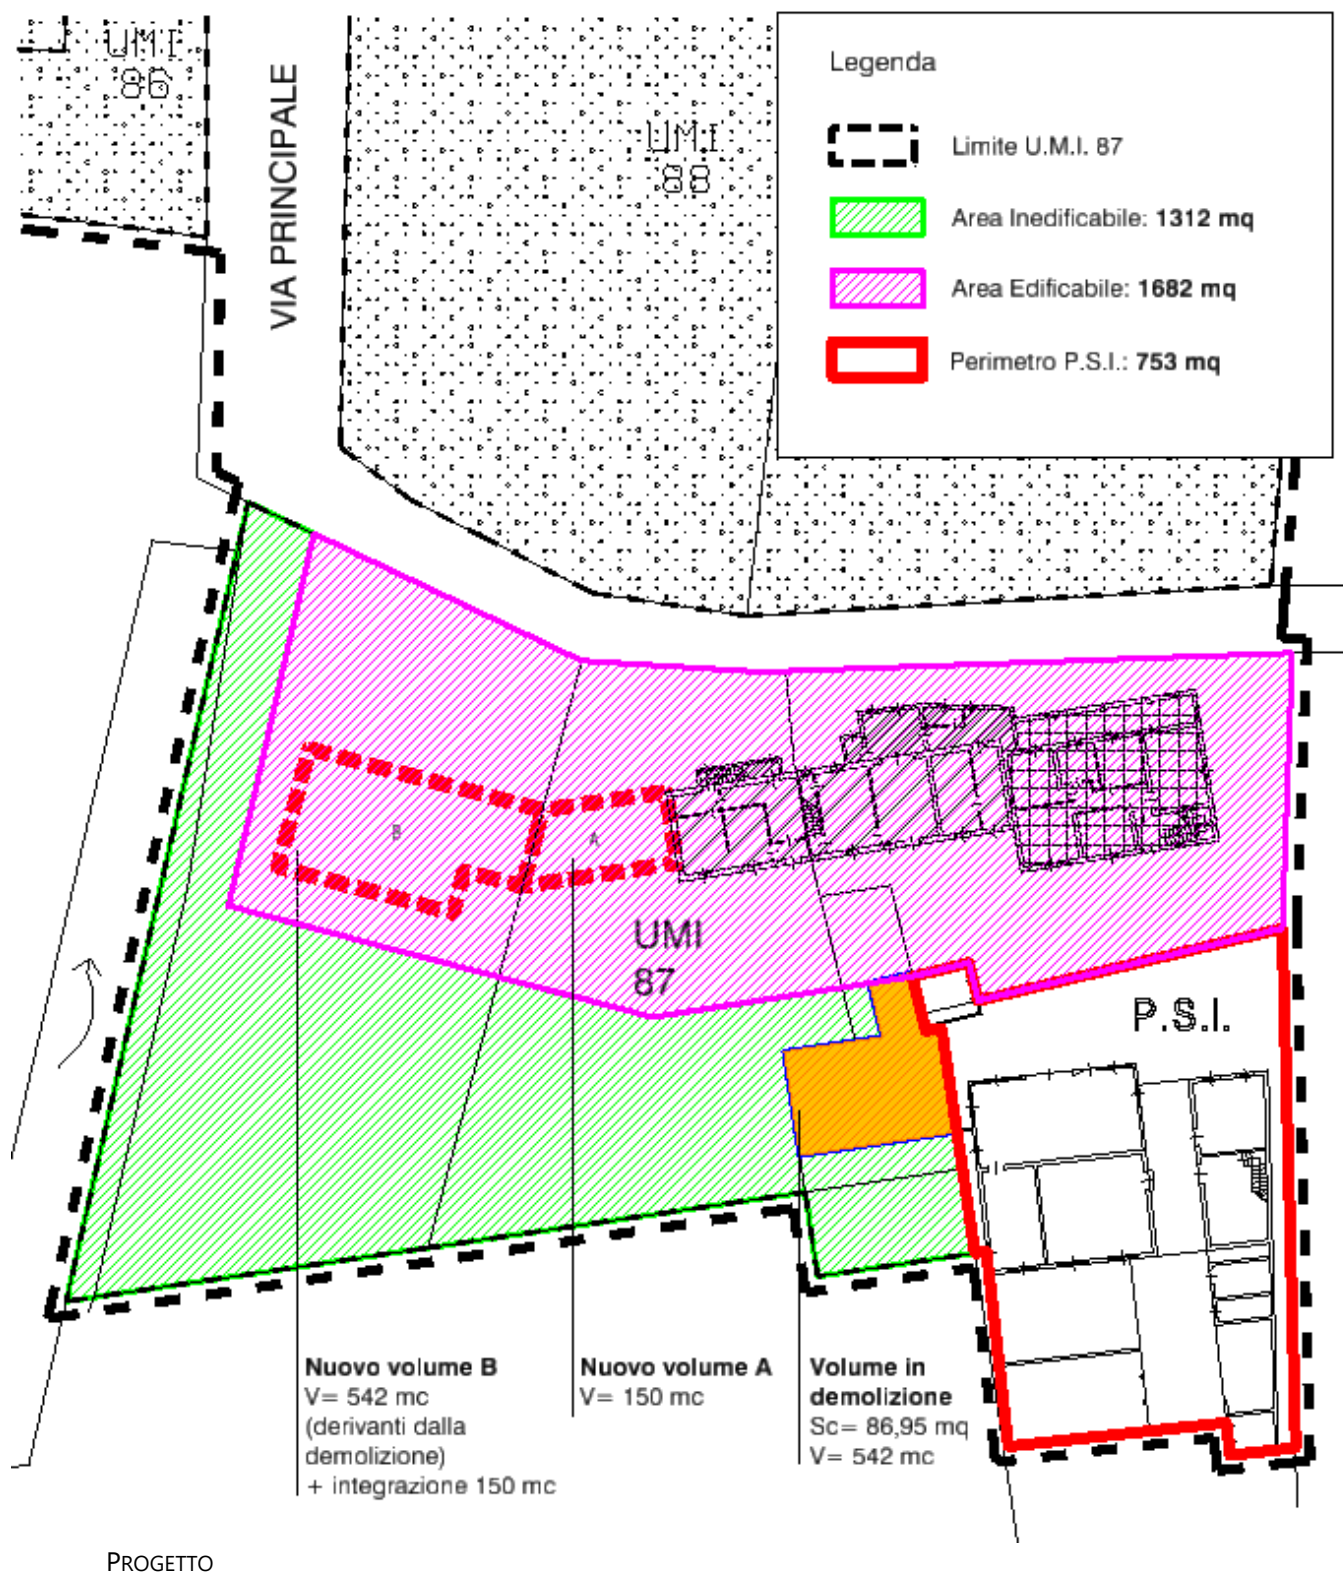 UMI
86
VIA PRINCIPALE
UMI
88
Legenda
Limite U.M.I. 87
Area Inedificabile: 1312 mq
Area Edificabile: 1682 mq
Perimetro P.S.I.: 753 mq
B
A
UMI
87
P.S.I.
Nuovo volume B
V= 542 mc
(derivanti dalla
demolizione)
+ integrazione 150 mc
Nuovo volume A
V= 150 mc
Volume in
demolizione
Sc= 86,95 mq
V= 542 mc
PROGETTO